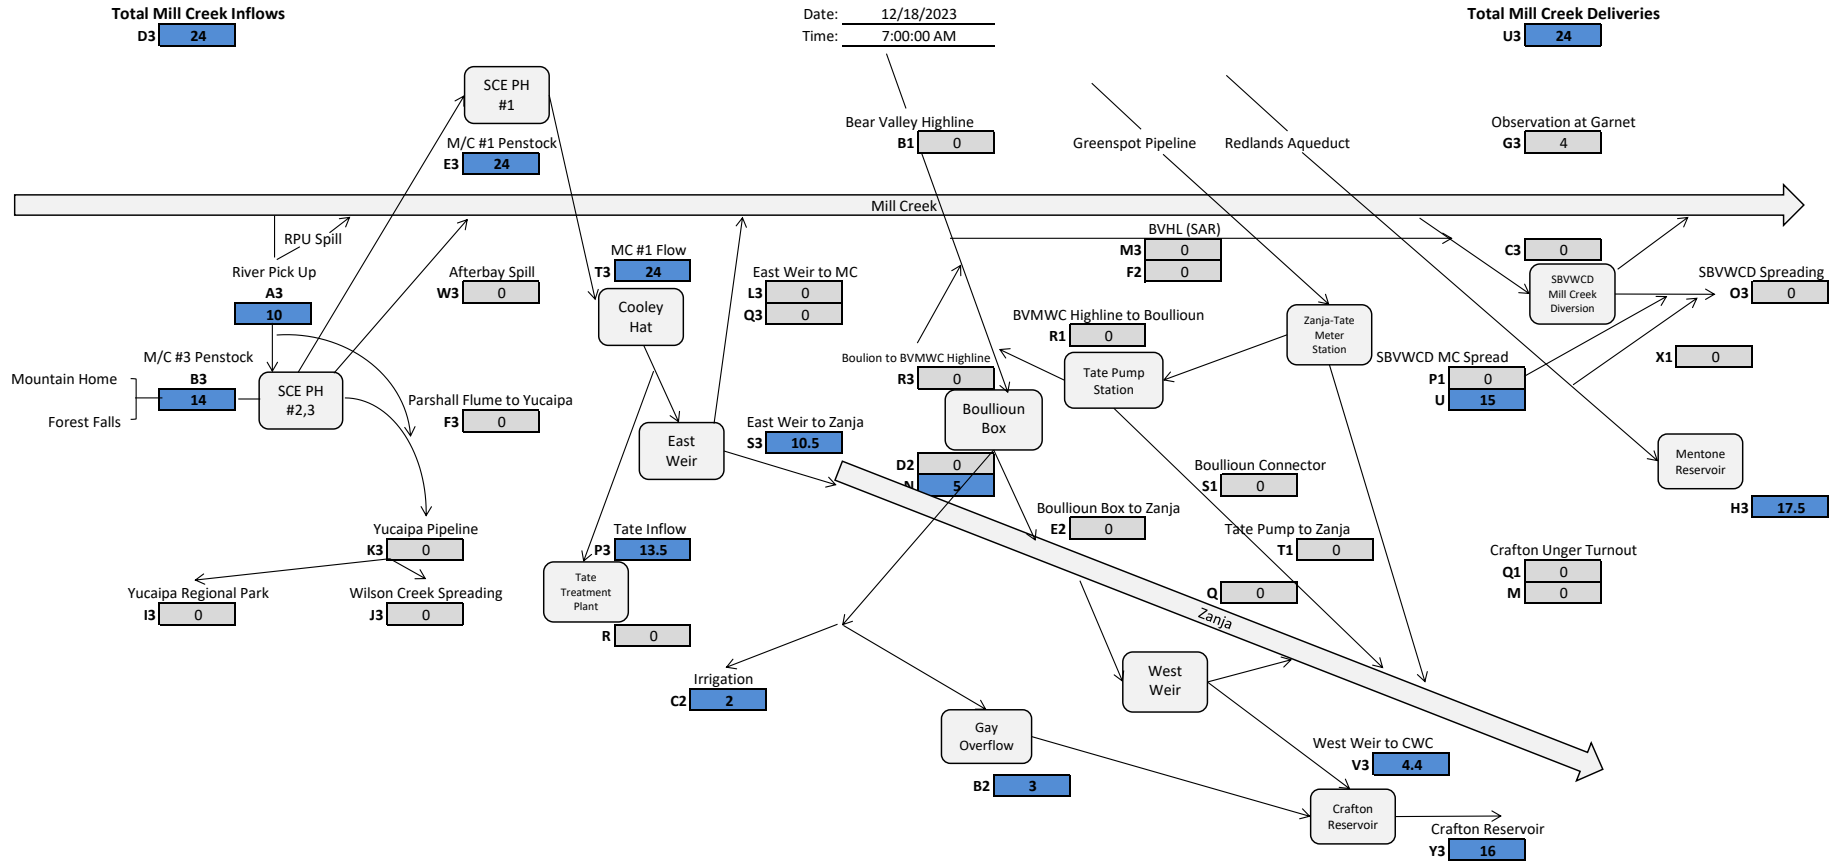 Total Mill Creek Inflows
D3 24
Date: 12/18/2023
Time: 7:00:00 AM
Total Mill Creek Deliveries
U3 24
SCE PH
#1
M/C #1 Penstock
E3 24
Bear Valley Highline
B1 0
Greenspot Pipeline
Redlands Aqueduct
Observation at Garnet
G3 4
Mill Creek
RPU Spill
River Pick Up
A3
10
Afterbay Spill
W3 0
MC #1 Flow
T3 24
Cooley
Hat
East Weir to MC
L3 0
Q3 0
BVHL (SAR)
M3 0
F2 0
C3 0
SBVWCD
Mill Creek
Diversion
SBVWCD Spreading
O3 0
BVMWC Highline to Boullioun
R1 0
Zanja-Tate
Meter
Station
M/C #3 Penstock
B3
14
Mountain Home
Forest Falls
SCE PH
#2,3
Parshall Flume to Yucaipa
F3 0
Boulion to BVMWC Highline
R3 0
Tate Pump
Station
SBVWCD MC Spread
P1 0
U 15
X1 0
Boullioun
Box
East
Weir
East Weir to Zanja
S3 10.5
D2 0
N 5
Boullioun Connector
S1 0
Mentone
Reservoir
H3 17.5
Yucaipa Pipeline
K3 0
Tate Inflow
P3 13.5
Boullioun Box to Zanja
E2 0
Tate Pump to Zanja
T1 0
Crafton Unger Turnout
Q1 0
M 0
Yucaipa Regional Park
I3 0
Wilson Creek Spreading
J3 0
Tate
Treatment
Plant
R 0
Q 0
Zanja
Irrigation
C2 2
West
Weir
Gay
Overflow
B2 3
West Weir to CWC
V3 4.4
Crafton
Reservoir
Crafton Reservoir
Y3 16